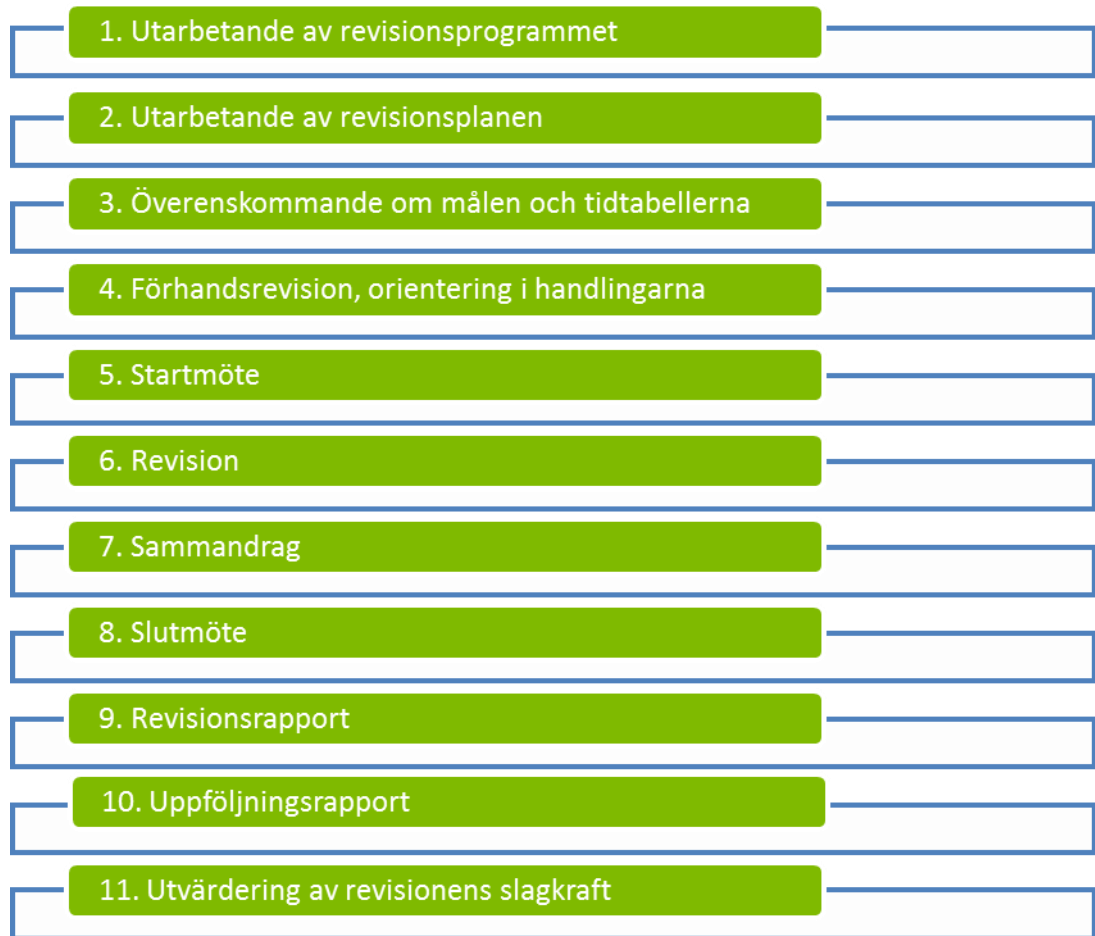 1. Utarbetande av revisionsprogrammet
2. Utarbetande av revisionsplanen
3. Överenskommande om målen och tidtabellerna
4. Förhandsrevision, orientering i handlingarna
5. Startmöte
6. Revision
7. Sammandrag
8. Slutmöte
9. Revisionsrapport
10. Uppföljningsrapport
11. Utvärdering av revisionens slagkraft